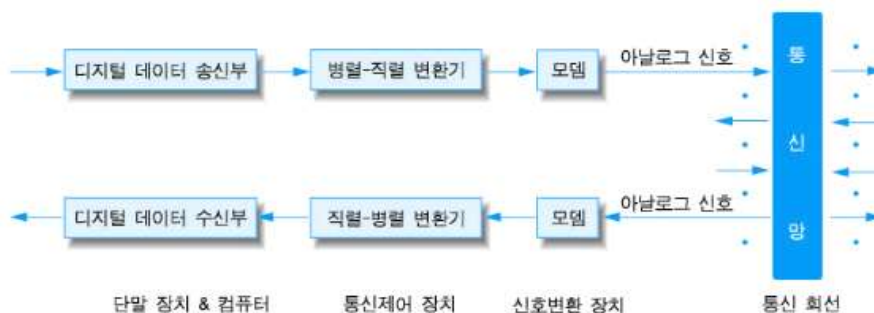 디지털 데이터 송신부
병렬-직렬 변환기
모뎀
아날로그 신호
통
신
망
디지털 데이터 수신부
직렬-병렬 변환기
모뎀
아날로그 신호
단말 장치 & 컴퓨터
통신제어 장치
신호변환 장치
통신 회선